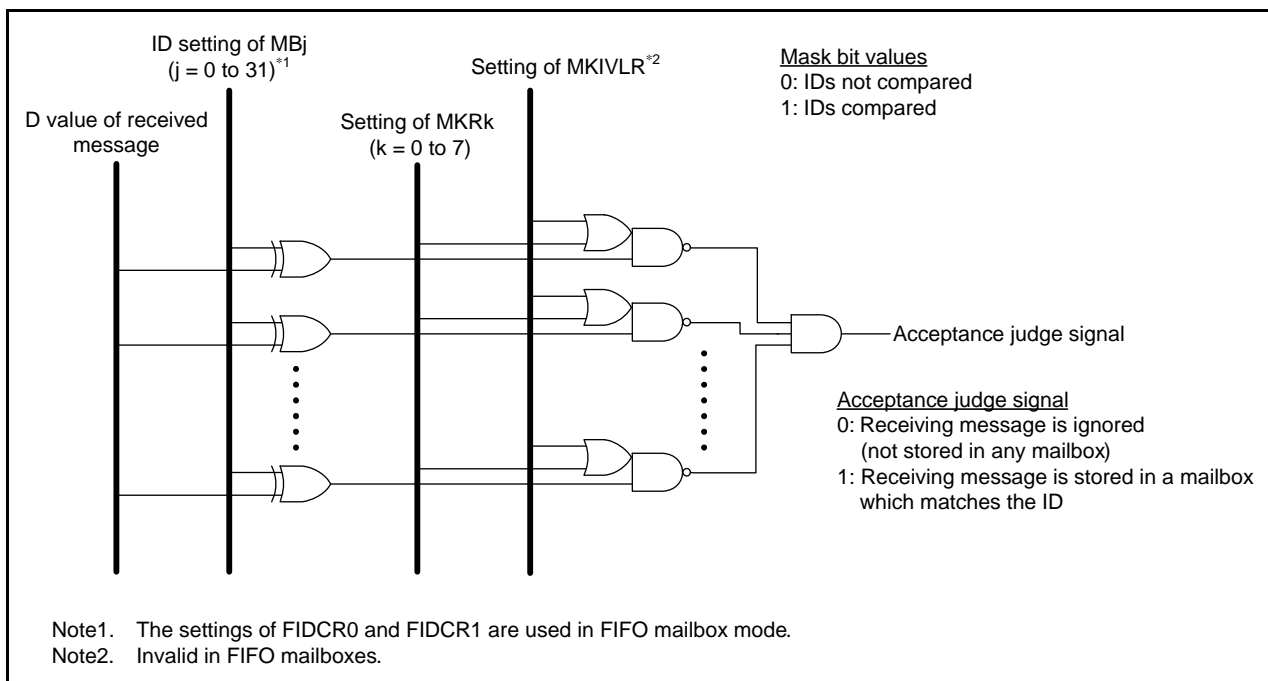 ID setting of MBj
(j = 0 to 31)*1
Setting of MKIVLR*2
Mask bit values
0: IDs not compared
1: IDs compared
D value of received
message
Setting of MKRk
(k = 0 to 7)
Acceptance judge signal
Acceptance judge signal
0: Receiving message is ignored
(not stored in any mailbox)
1: Receiving message is stored in a mailbox
which matches the ID
Note1. The settings of FIDCR0 and FIDCR1 are used in FIFO mailbox mode.
Note2. Invalid in FIFO mailboxes.